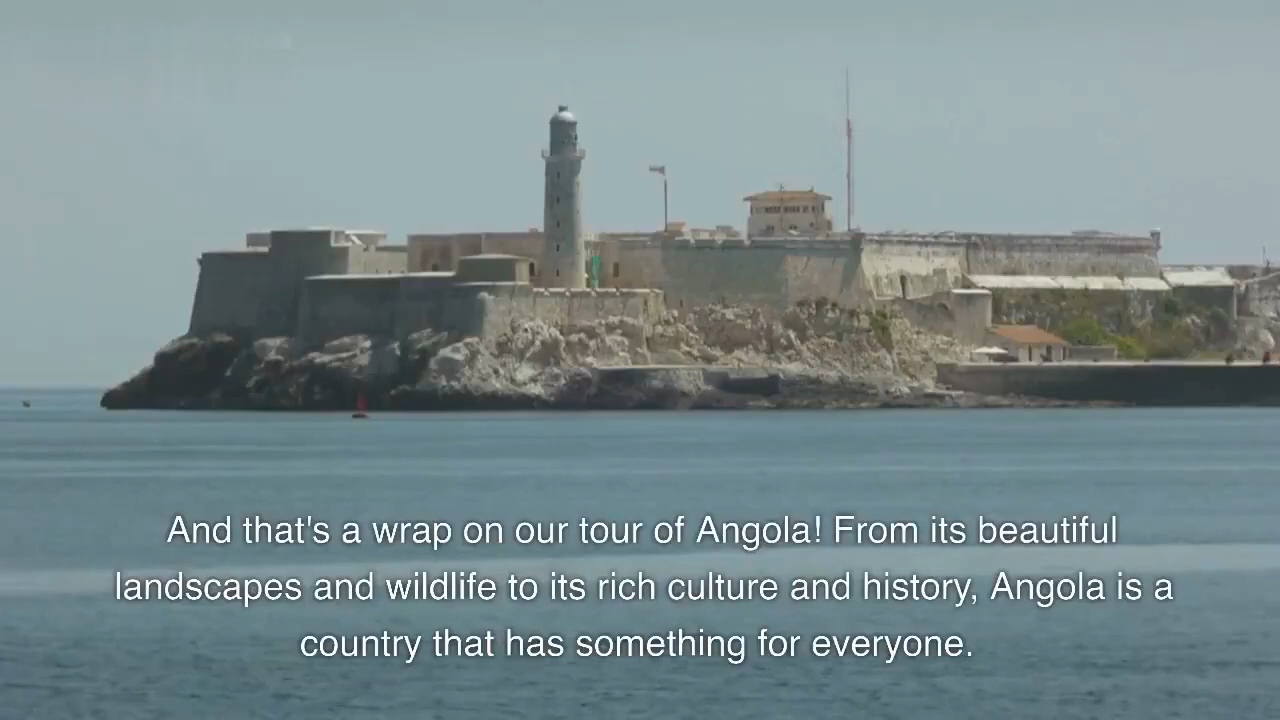 And that's a wrap on our tour of Angola! From its beautiful
landscapes and wildlife to its rich culture and history, Angola is a
country that has something for everyone.